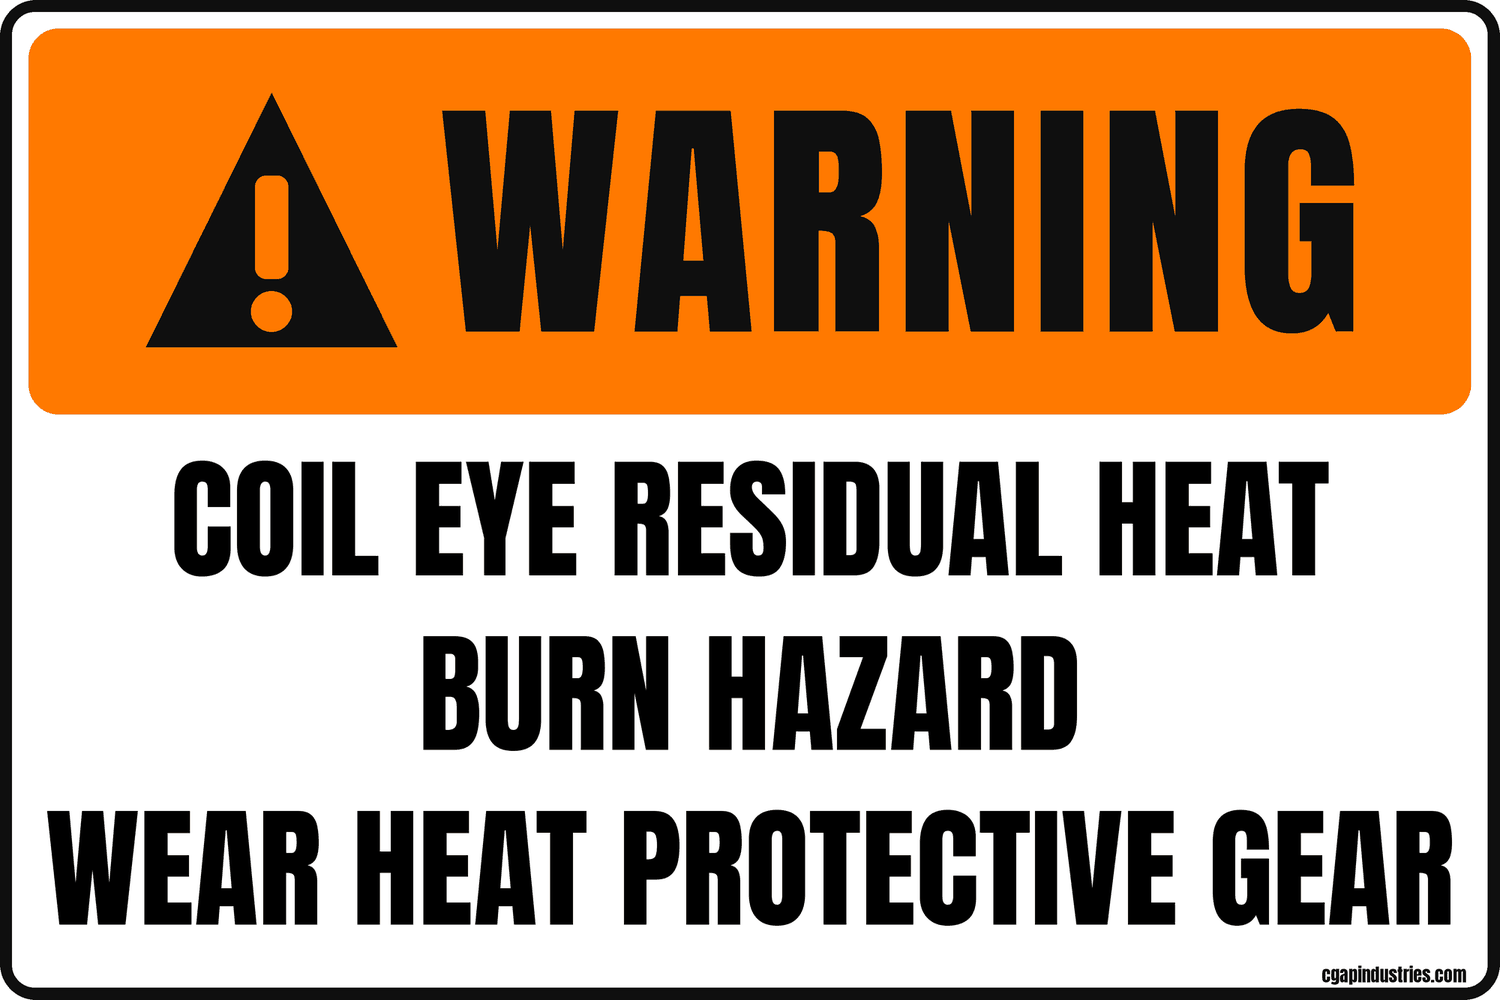 WARNING
COIL EYE RESIDUAL HEAT
BURN HAZARD
WEAR HEAT PROTECTIVE GEAR
cgapindustries.com